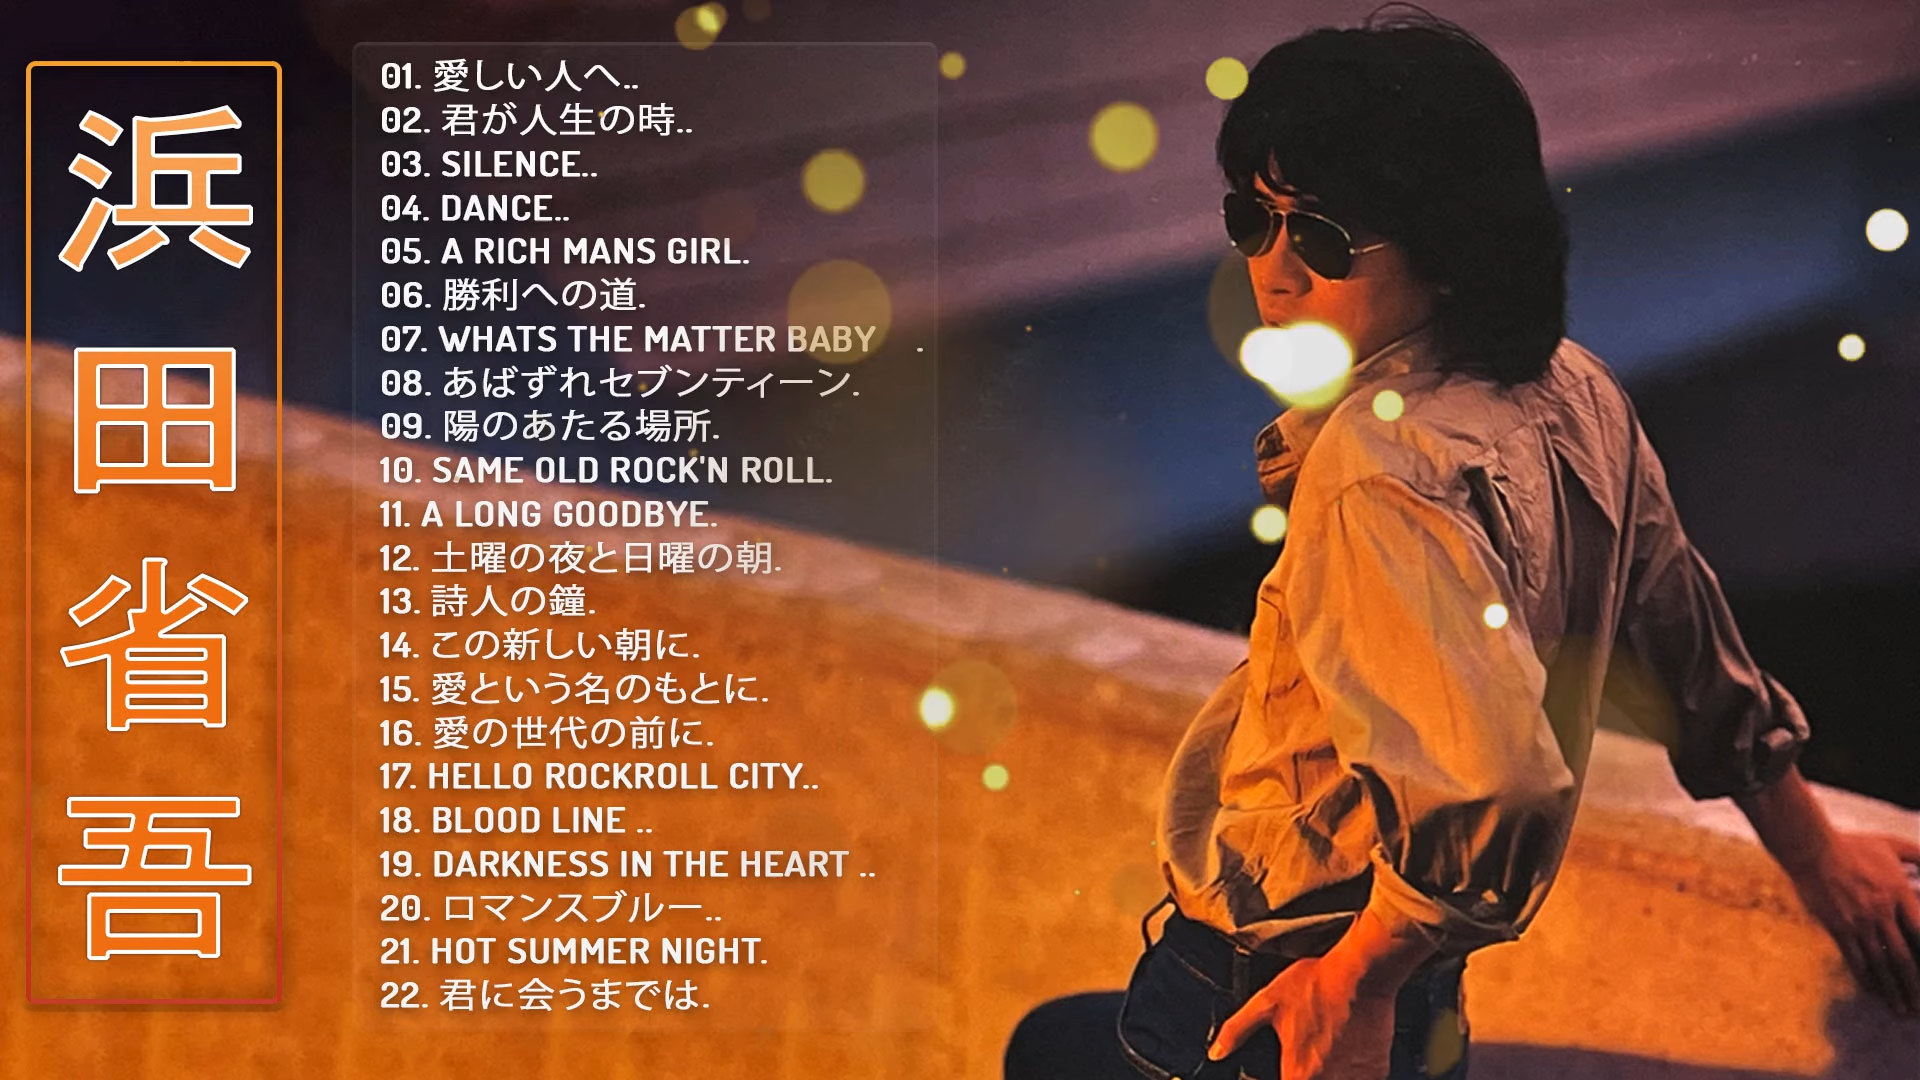 浜田省吾
01. 愛しい人へ..
02. 君が人生の時..
03. SILENCE..
04. DANCE..
05. A RICH MANS GIRL.
06. 勝利への道.
07. WHATS THE MATTER BABY .
08. あばずれセブンティーン.
09. 陽のあたる場所.
10. SAME OLD ROCK'N ROLL.
11. A LONG GOODBYE.
12. 土曜の夜と日曜の朝.
13. 詩人の鐘.
14. この新しい朝に.
15. 愛という名のもとに.
16. 愛の世代の前に.
17. HELLO ROCKROLL CITY..
18. BLOOD LINE ..
19. DARKNESS IN THE HEART ..
20. ロマンスブルー..
21. HOT SUMMER NIGHT.
22. 君に会うまでは.